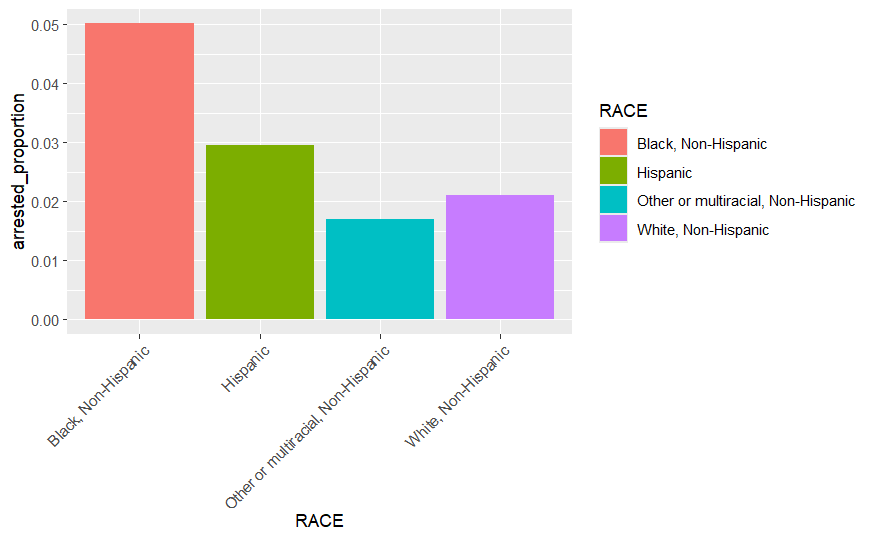 0.05
0.04
0.03
0.02
0.01
0.00
arrested_proportion
Black, Non-Hispanic
Hispanic
Other or multiracial, Non-Hispanic
White, Non-Hispanic
RACE
RACE
Black, Non-Hispanic
Hispanic
Other or multiracial, Non-Hispanic
White, Non-Hispanic